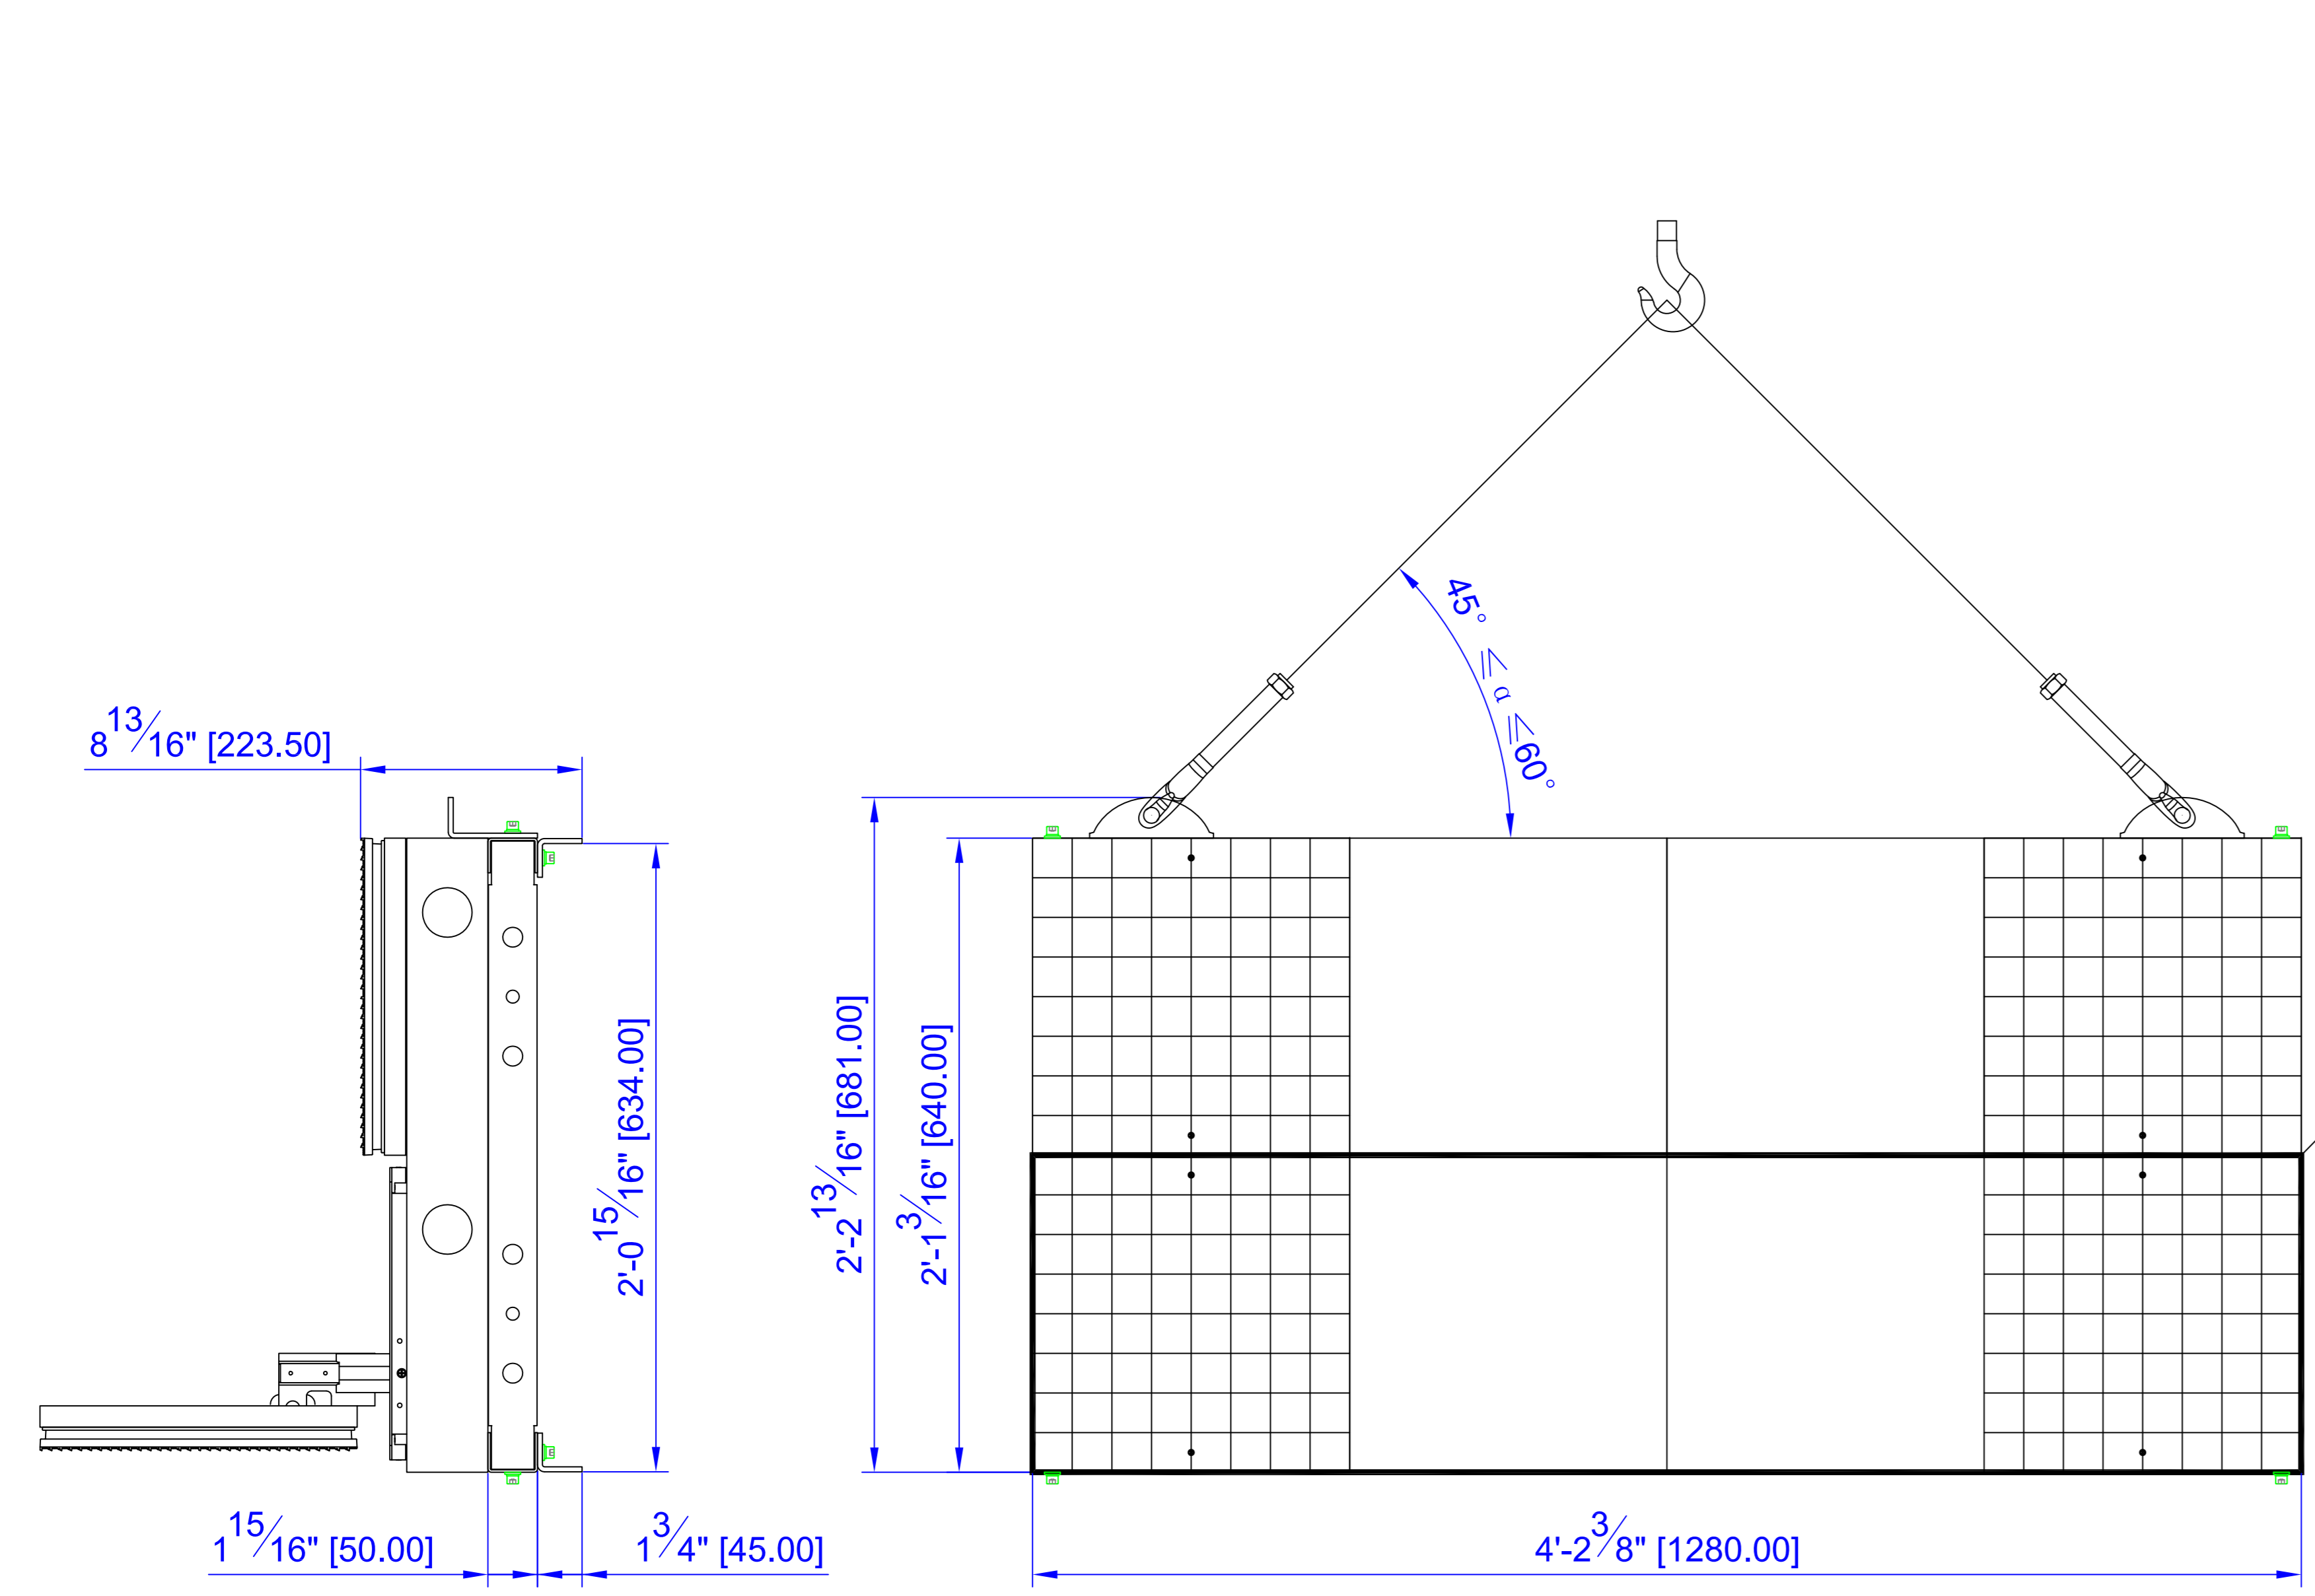 45° ≤ α ≤60°
8 13/16" [223.50]
2'-0 15/16" [634.00]
2'-2 13/16" [681.00]
2'-1 3/16" [640.00]
1 15/16" [50.00]
1 3/4" [45.00]
4'-2 3/8" [1280.00]